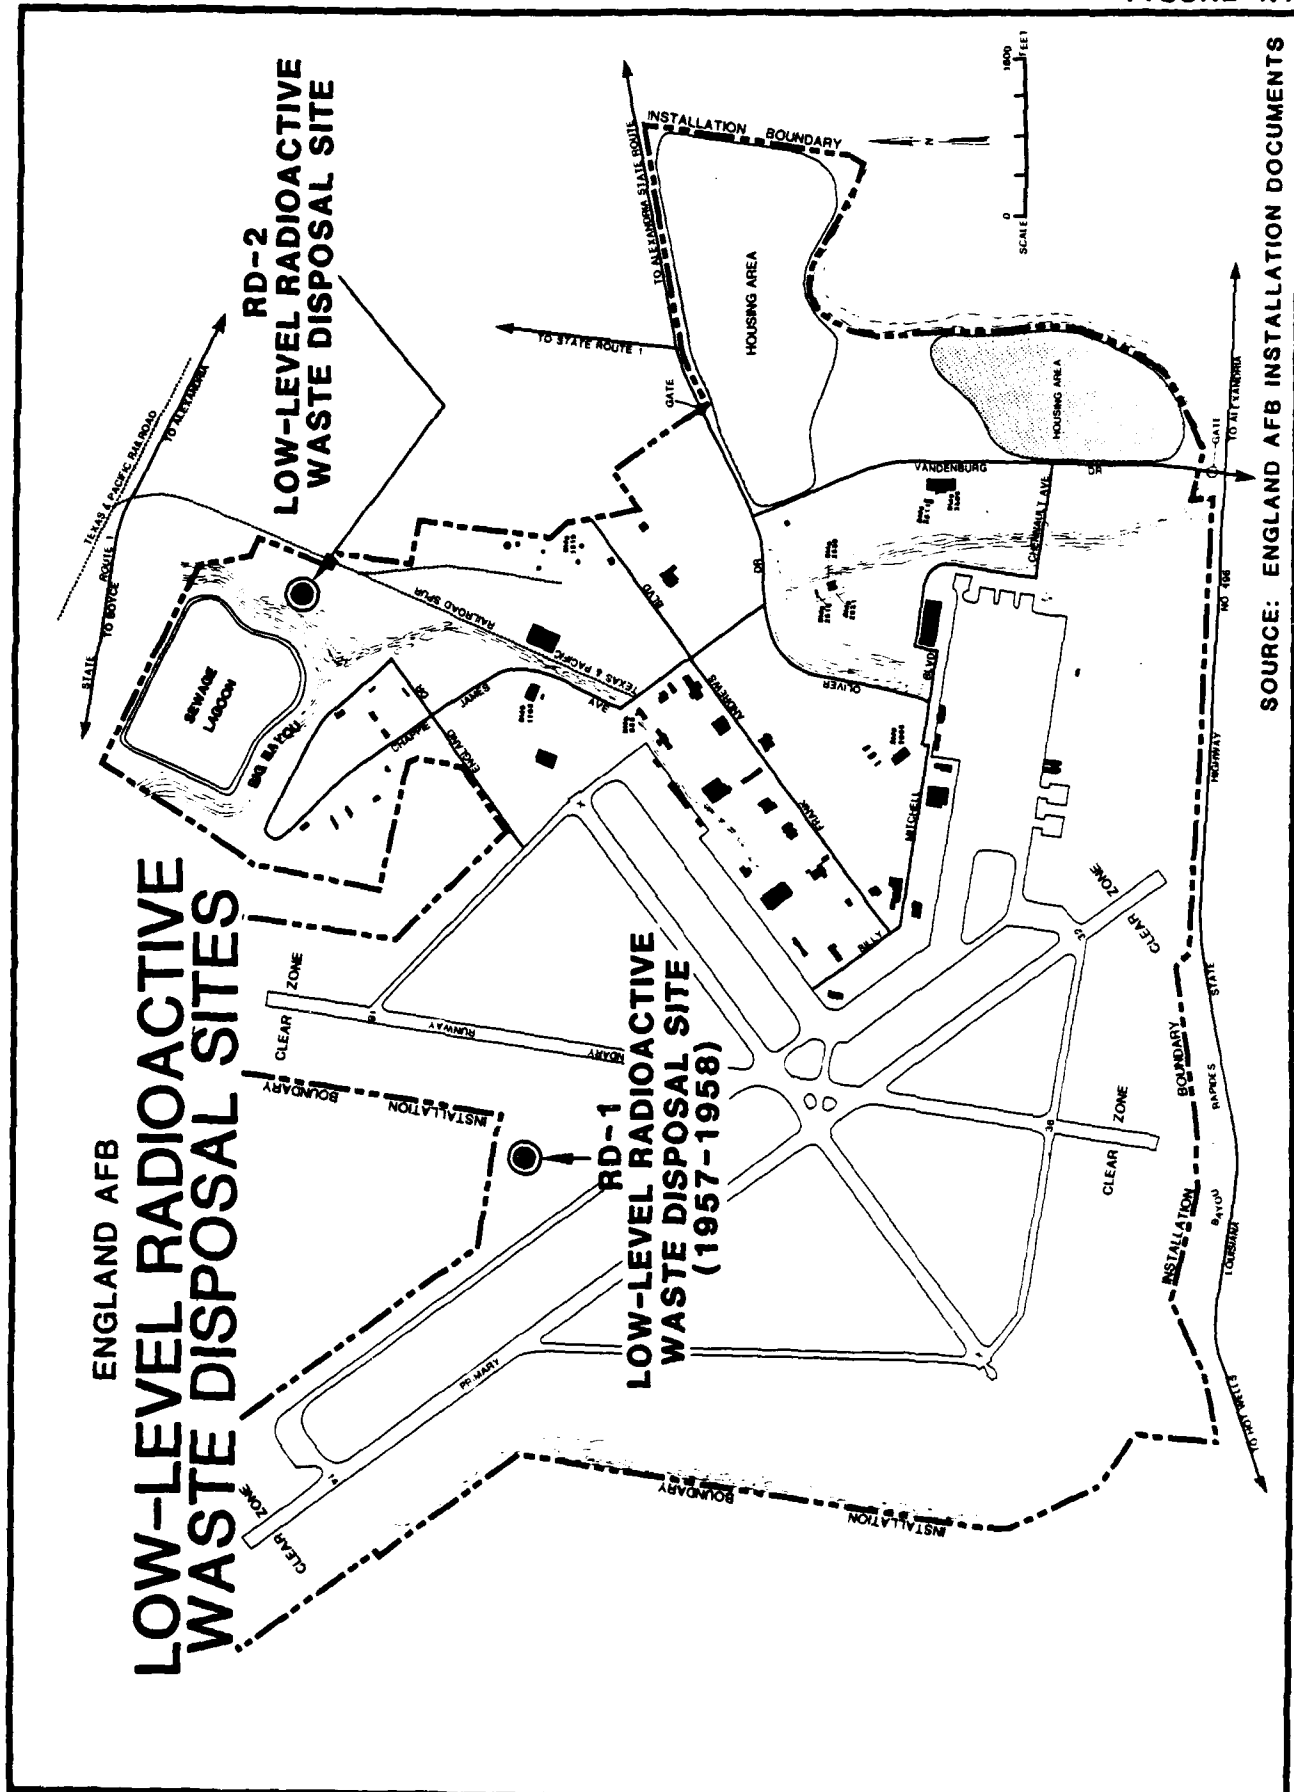 ENGLAND AFB
LOW-LEVEL RADIOACTIVE
WASTE DISPOSAL SITES
RD-2
LOW-LEVEL RADIOACTIVE
WASTE DISPOSAL SITE
TEXAS & PACIFIC RAILROAD
TO ALEXANDRIA
STATE ROUTE 1
TO BOYCE
SEWAGE
LAGOON
BIG BAYOU
TEXAS & PACIFIC RAILROAD SPUR
CHAPPIE JAMES AVE
ENGLAND DR
TO STATE ROUTE 1
TO ALEXANDRIA STATE ROUTE
INSTALLATION BOUNDARY
GATE
HOUSING AREA
HOUSING AREA
N
SCALE 0 1600 FEET
FRANK ANDREWS BLVD
OLIVER DR
VANDENBURG DR
CHENNAULT AVE
BILLY MITCHELL BLVD
CLEAR ZONE
18
RUNWAY
INSTALLATION BOUNDARY
RD-1
LOW-LEVEL RADIOACTIVE
WASTE DISPOSAL SITE
(1957-1958)
CLEAR ZONE
14
PRIMARY
32
CLEAR ZONE
36
CLEAR ZONE
INSTALLATION BOUNDARY
INSTALLATION BOUNDARY
BAYOU RAPIDES
LOUISIANA STATE HIGHWAY NO 496
TO HOT WELLS
GATE
TO ALEXANDRIA
SOURCE: ENGLAND AFB INSTALLATION DOCUMENTS